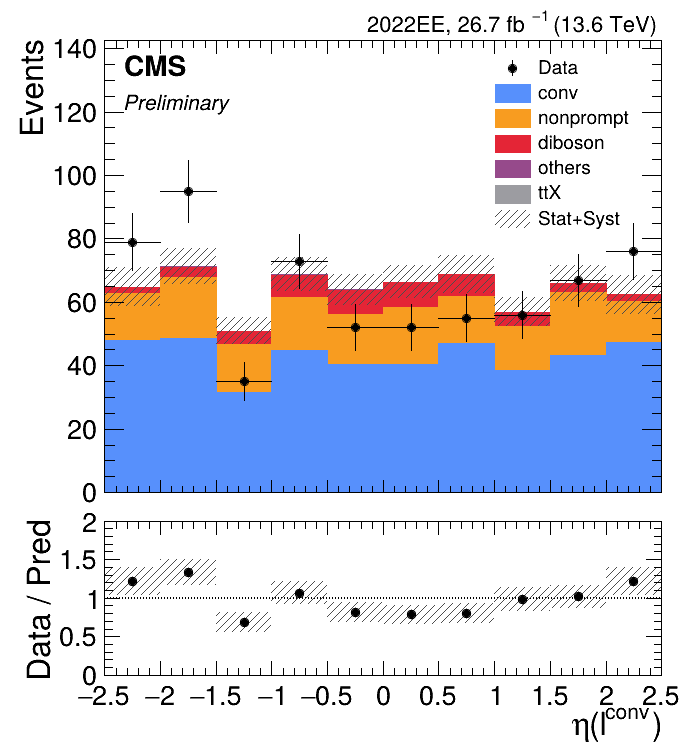 2022EE, 26.7 fb⁻¹ (13.6 TeV)
CMS
Preliminary
Data
conv
nonprompt
diboson
others
ttX
Stat+Syst
Events
140
120
100
80
60
40
20
0
Data / Pred
2
1.5
1
0.5
0
−2.5 −2 −1.5 −1 −0.5 0 0.5 1 1.5 2 2.5
η(l^conv)